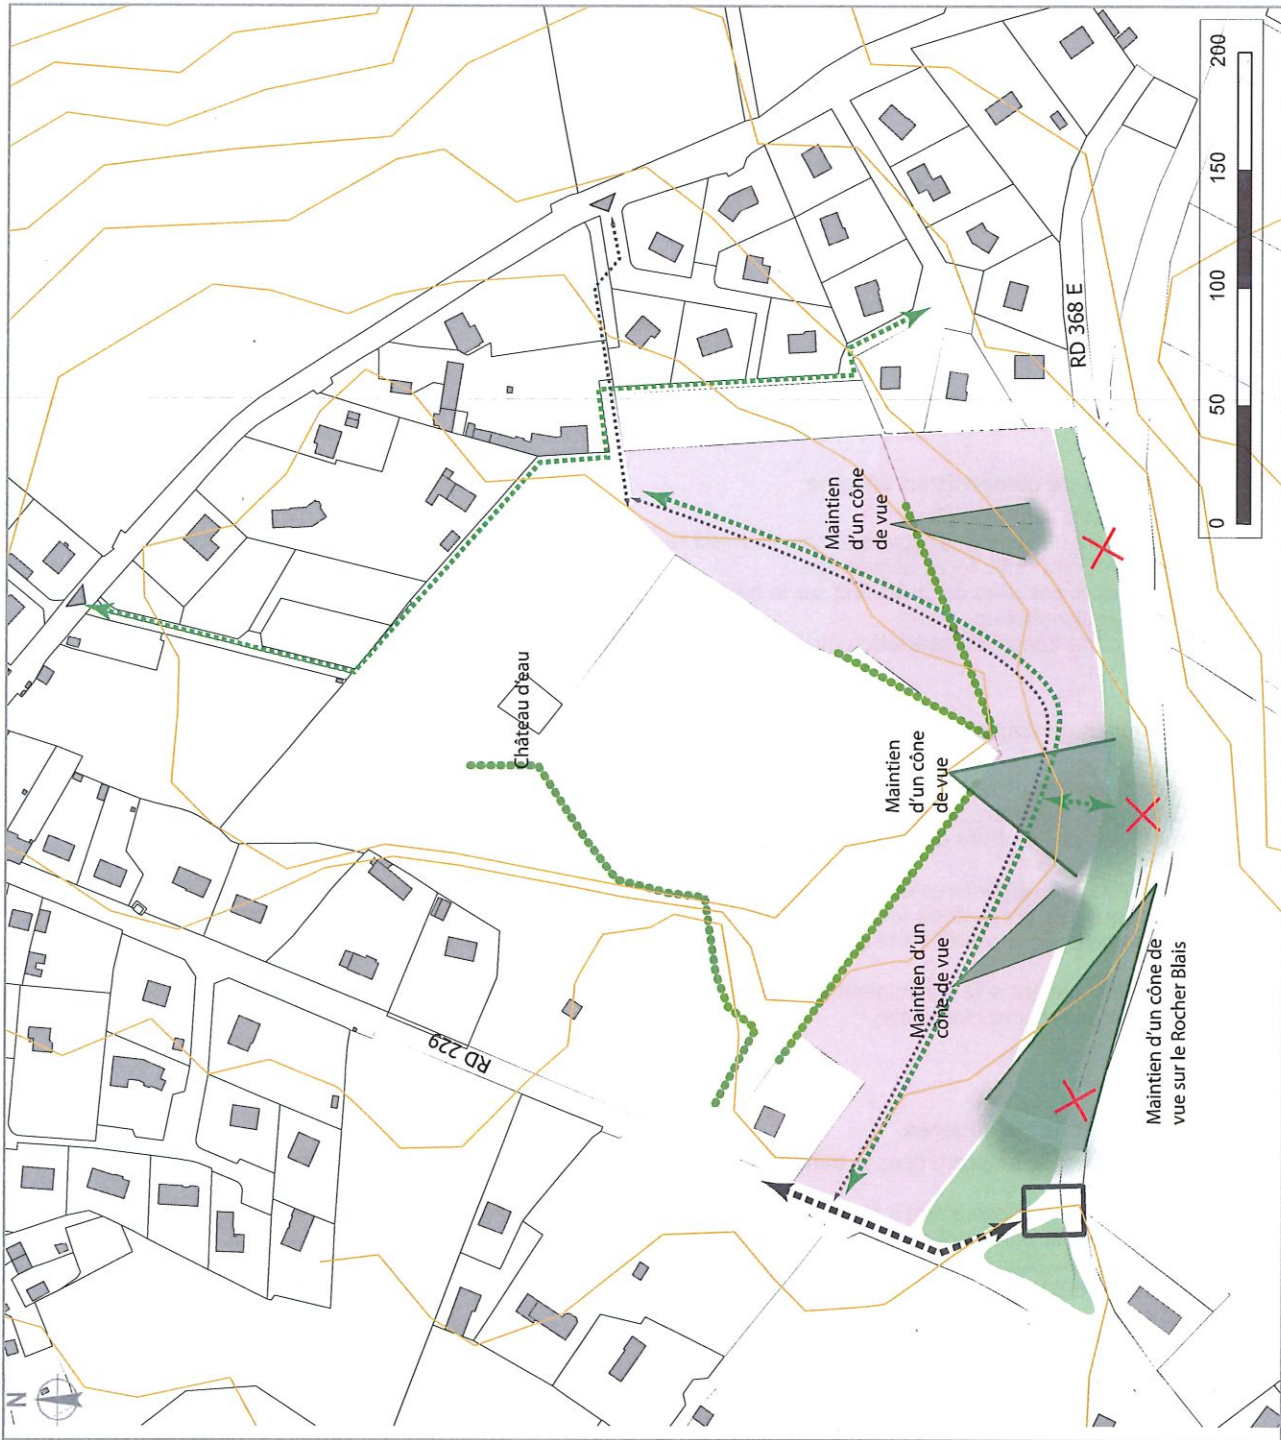 N
Château d'eau
RD 229
Maintien
d'un cône
de vue
Maintien
d'un cône
de vue
Maintien d'un
cône de vue
Maintien d'un cône de
vue sur le Rocher Blais
RD 368 E
0 50 100 150 200